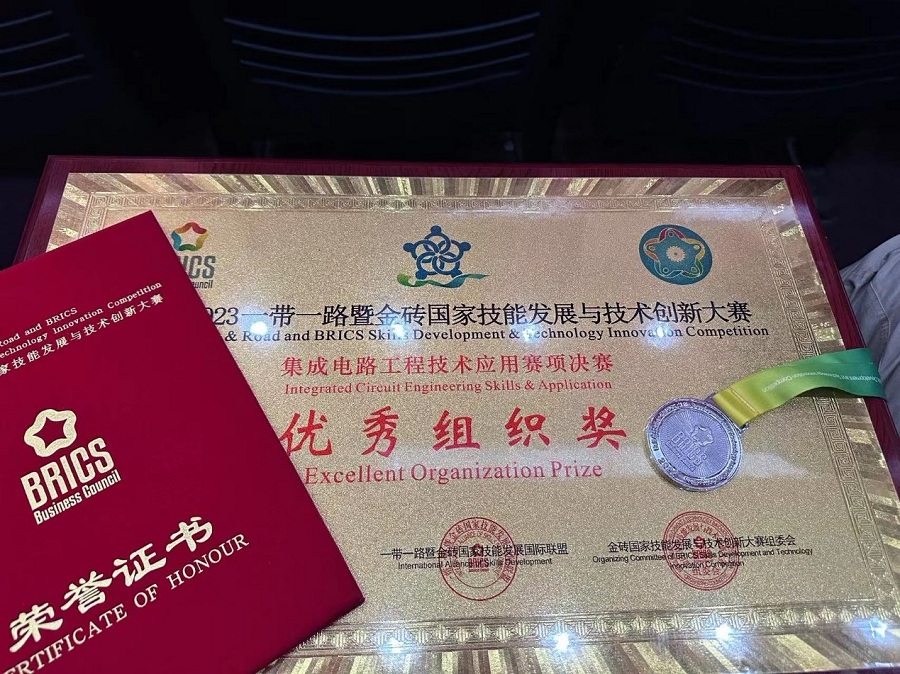 BRICS
2023一带一路暨金砖国家技能发展与技术创新大赛
& Road and BRICS Skills Development & Technology Innovation Competition
集成电路工程技术应用赛项决赛
Integrated Circuit Engineering Skills & Application
优秀组织奖
Excellent Organization Prize
一带一路暨金砖国家技能发展国际联盟
International Alliance of Skills Development
金砖国家技能发展与技术创新大赛组委会
Organizing Committee of BRICS Skills Development and Technology
Innovation Competition
Road and BRICS
Technology Innovation Competition
家技能发展与技术创新大赛
BRICS
Business Council
荣誉证书
CERTIFICATE OF HONOUR
BRICS